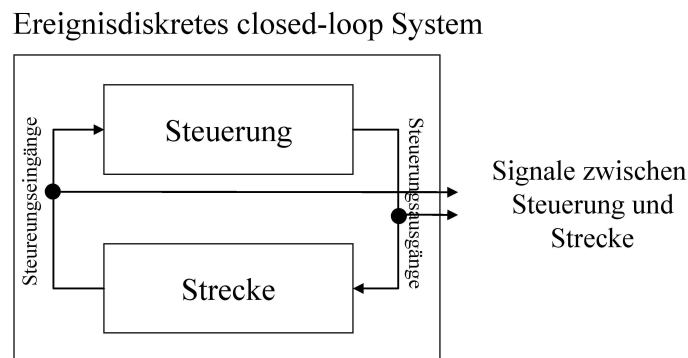 Ereignisdiskretes closed-loop System
Steuerung
Steureungseingänge
Steuerungsausgänge
Signale zwischen
Steuerung und
Strecke
Strecke